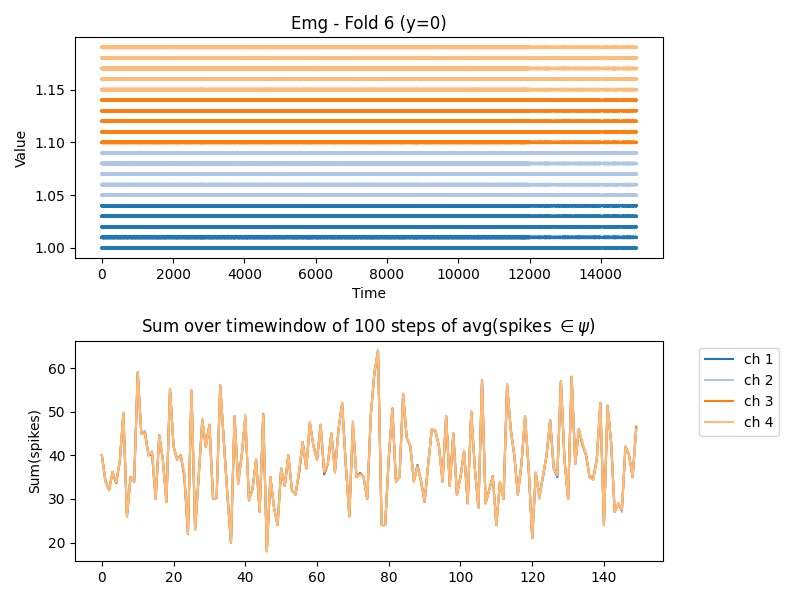 Emg - Fold 6 (y=0)
Value
1.15
1.10
1.05
1.00
0 2000 4000 6000 8000 10000 12000 14000
Time
Sum over timewindow of 100 steps of avg(spikes ∈ ψ)
Sum(spikes)
60
50
40
30
20
0 20 40 60 80 100 120 140
ch 1
ch 2
ch 3
ch 4